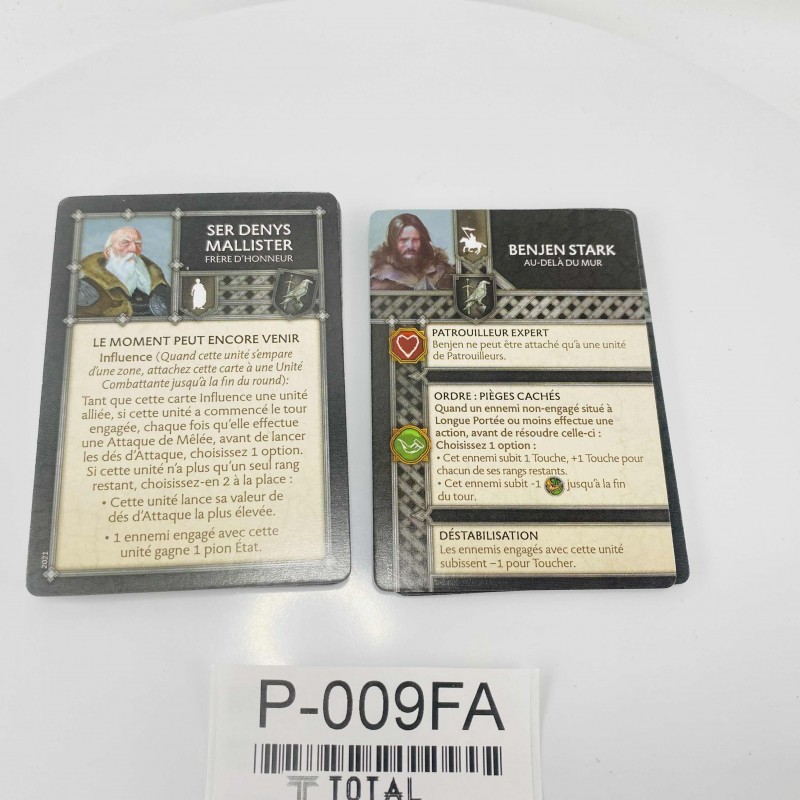 SER DENYS
MALLISTER
FRÈRE D'HONNEUR
LE MOMENT PEUT ENCORE VENIR
Influence (Quand cette unité s'empare
d'une zone, attachez cette carte à une Unité
Combattante jusqu'à la fin du round):
Tant que cette carte Influence une unité
alliée, si cette unité a commencé le tour
engagée, chaque fois qu'elle effectue
une Attaque de Mêlée, avant de lancer
les dés d'Attaque, choisissez 1 option.
Si cette unité n'a plus qu'un seul rang
restant, choisissez-en 2 à la place :
• Cette unité lance sa valeur de
dés d'Attaque la plus élevée.
• 1 ennemi engagé avec cette
unité gagne 1 pion État.
2021
BENJEN STARK
AU-DELÀ DU MUR
PATROUILLEUR EXPERT
Benjen ne peut être attaché qu'à une unité
de Patrouilleurs.
ORDRE : PIÈGES CACHÉS
Quand un ennemi non-engagé situé à
Longue Portée ou moins effectue une
action, avant de résoudre celle-ci :
Choisissez 1 option :
• Cet ennemi subit 1 Touche, +1 Touche pour
chacun de ses rangs restants.
• Cet ennemi subit -1 jusqu'à la fin
du tour.
DÉSTABILISATION
Les ennemis engagés avec cette unité
subissent −1 pour Toucher.
P-009FA
TOTAL